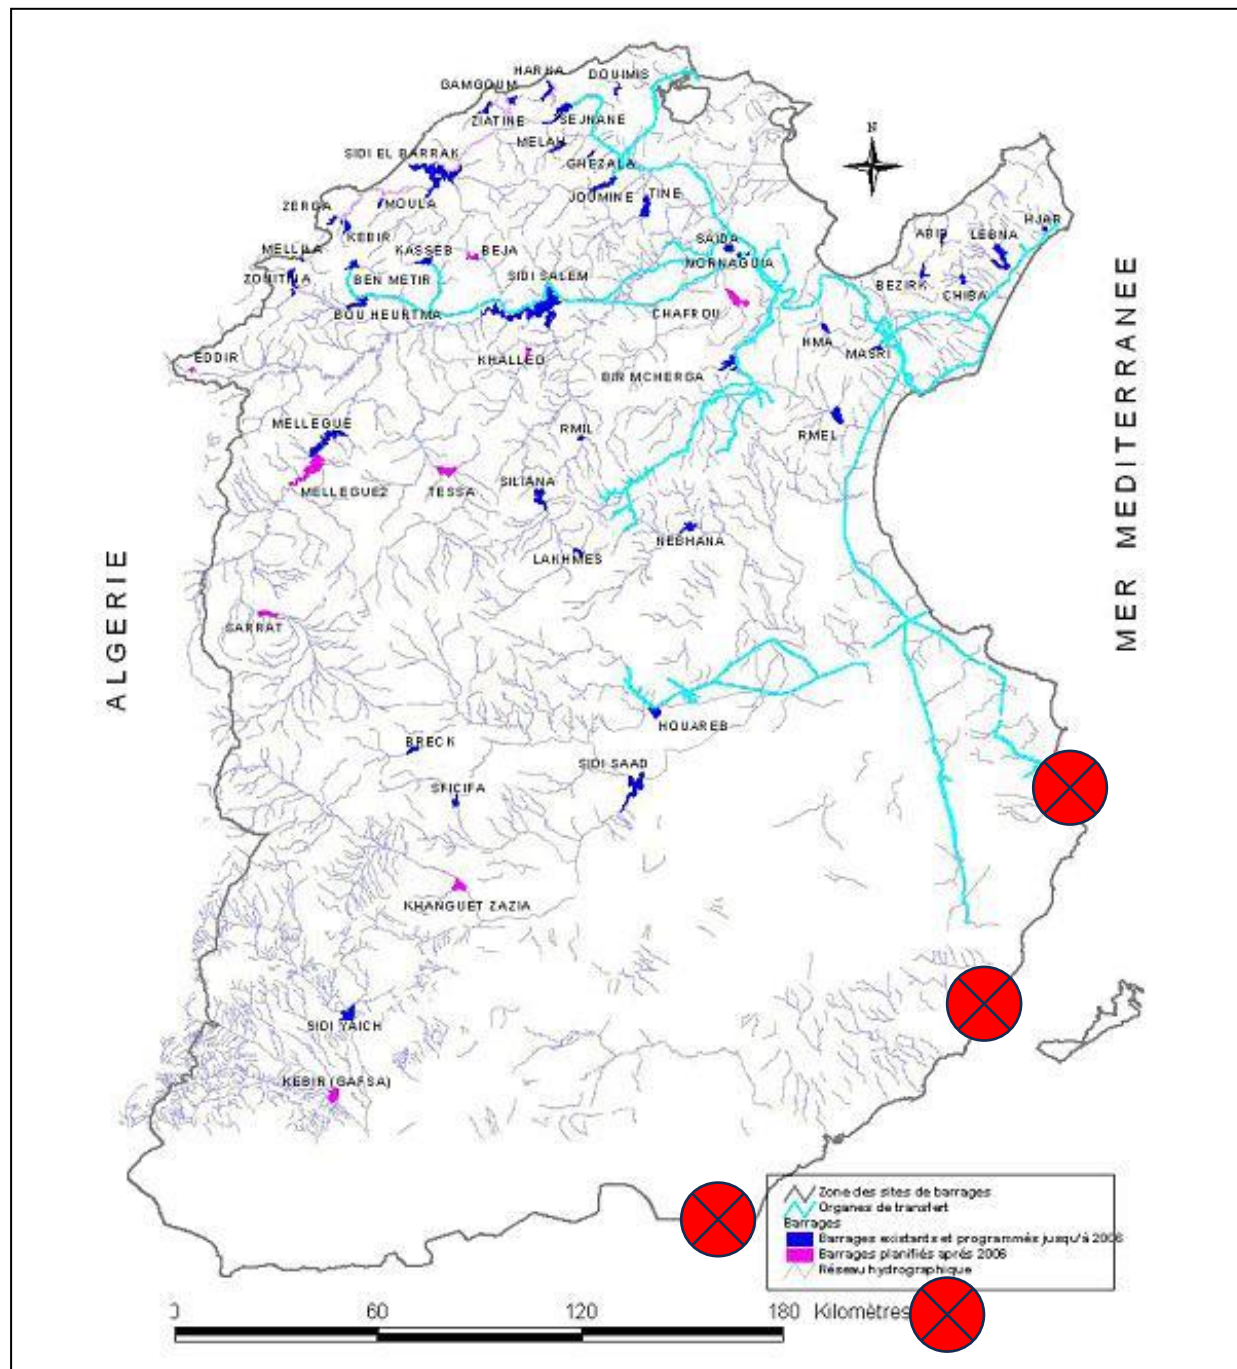 HARKA
DOUIMIS
GAMGOUM
ZIATINE
SEJNANE
MELAH
SIDI EL BARRAK
GHEZALA
JOUMINE
TINE
ZERGA
MOULA
KEBIR
HJAR
ABID
LEBNA
MELLILA
KASSEB
BEJA
SAIDA
MORNAGUIA
ZOUITINA
BEN METIR
SIDI SALEM
BEZIRK
CHIBA
BOU HEURTMA
CHAFROU
N
EDDIR
KHALLED
HMA
MASRI
BIR MCHERGA
MELLEGUE
RMIL
RMEL
MELLEGUE2
TESSA
SILIANA
NEBHANA
LAKHMES
ALGERIE
MER MEDITERRANEE
SARRAT
HOUAREB
BRECK
SIDI SAAD
SFICIFA
KHANGUET ZAZIA
SIDI YAICH
KEBIR (GAFSA)
Zone des sites de barrages
Organes de transfert
Barrages
Barrages existants et programmés jusqu'à 2006
Barrages planifiés aprés 2006
Réseau hydrographique
0 60 120 180 Kilomètres